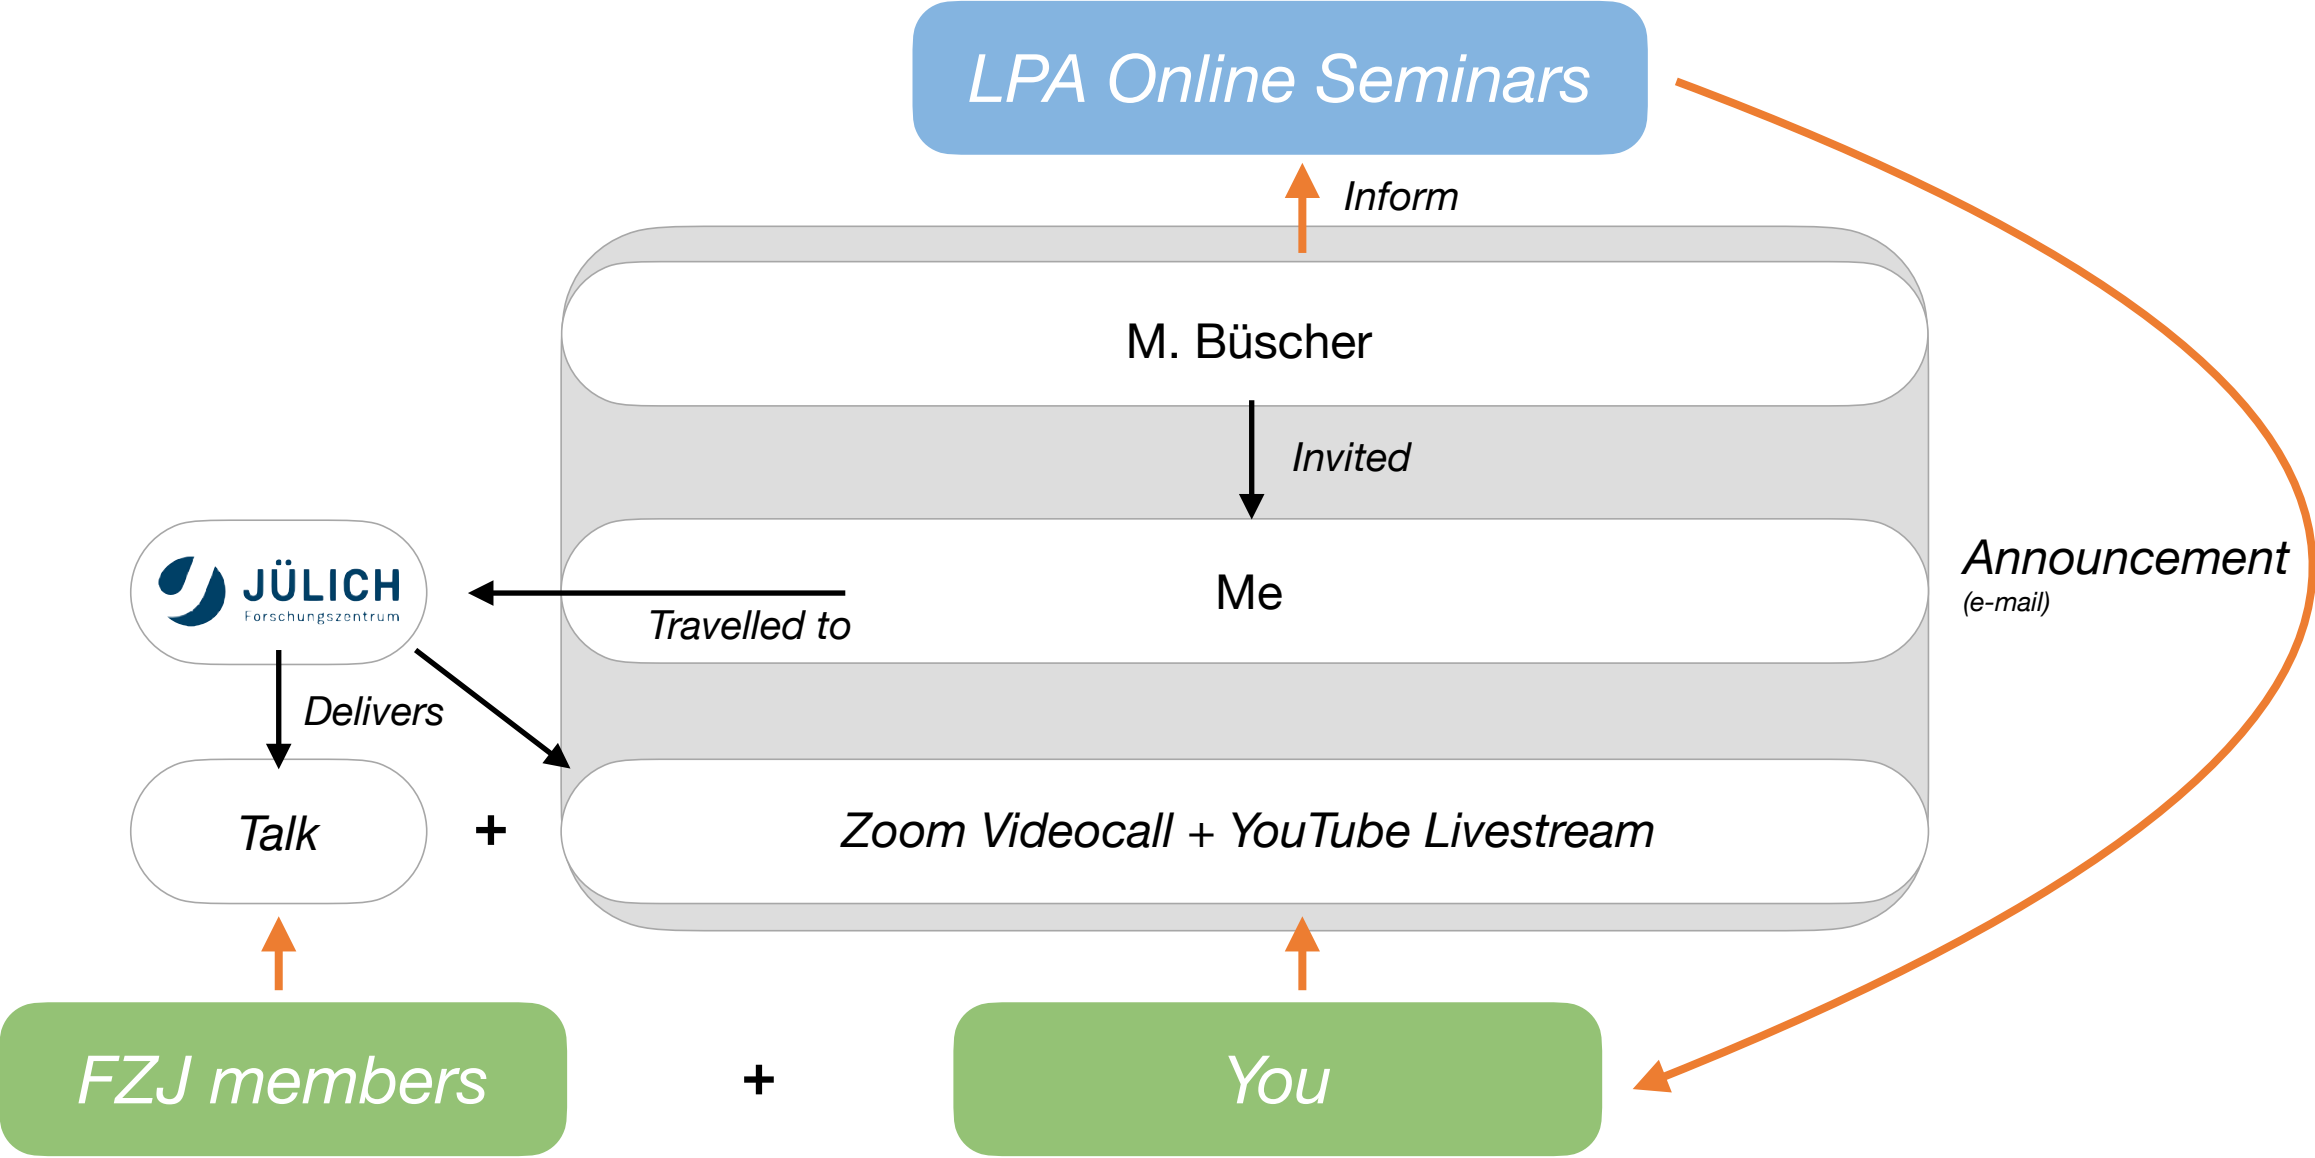 LPA Online Seminars
Inform
M. Büscher
Invited
JÜLICH
Forschungszentrum
Me
Travelled to
Announcement
(e-mail)
Delivers
Talk
+
Zoom Videocall + YouTube Livestream
FZJ members
+
You